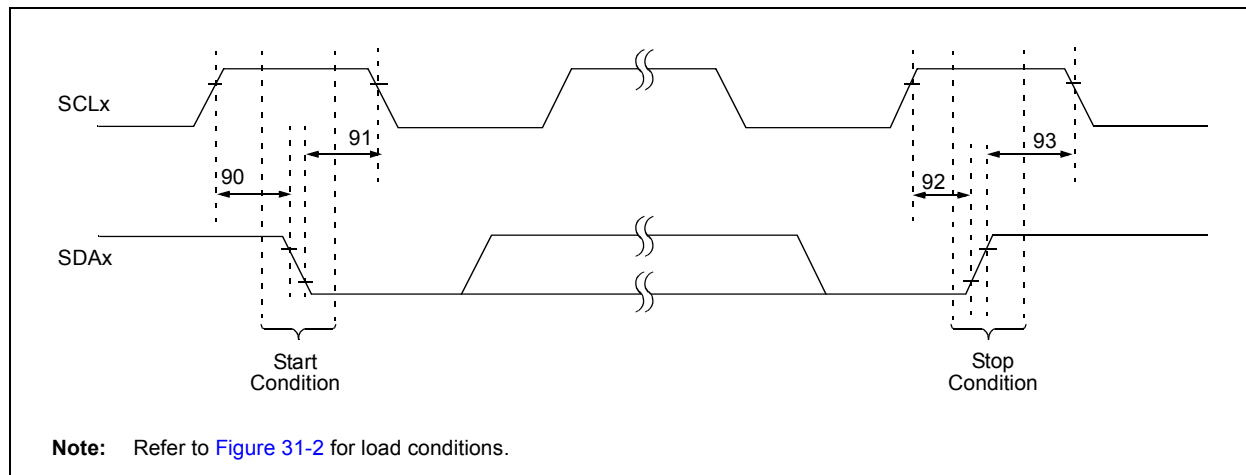 SCLx
91
93
90
92
SDAx
Start
Condition
Stop
Condition
Note: Refer to Figure 31-2 for load conditions.